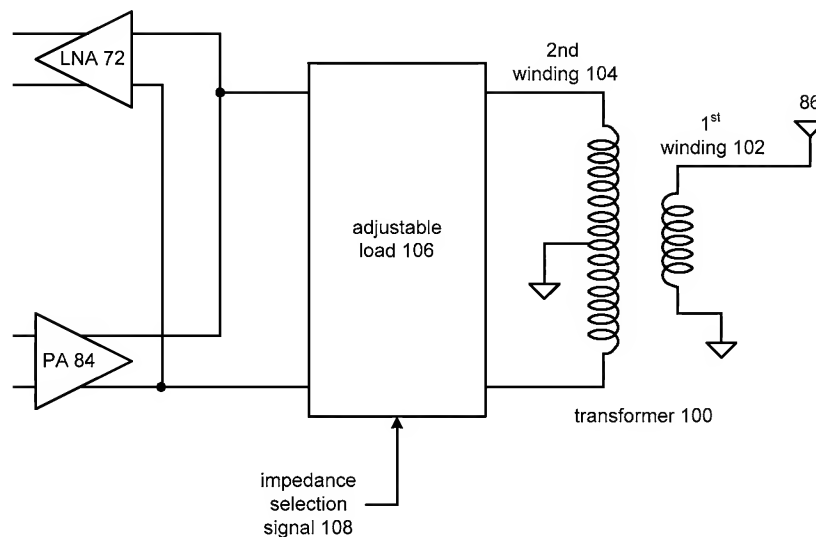 LNA 72
2nd
winding 104
86
1st
winding 102
adjustable
load 106
PA 84
transformer 100
impedance
selection
signal 108